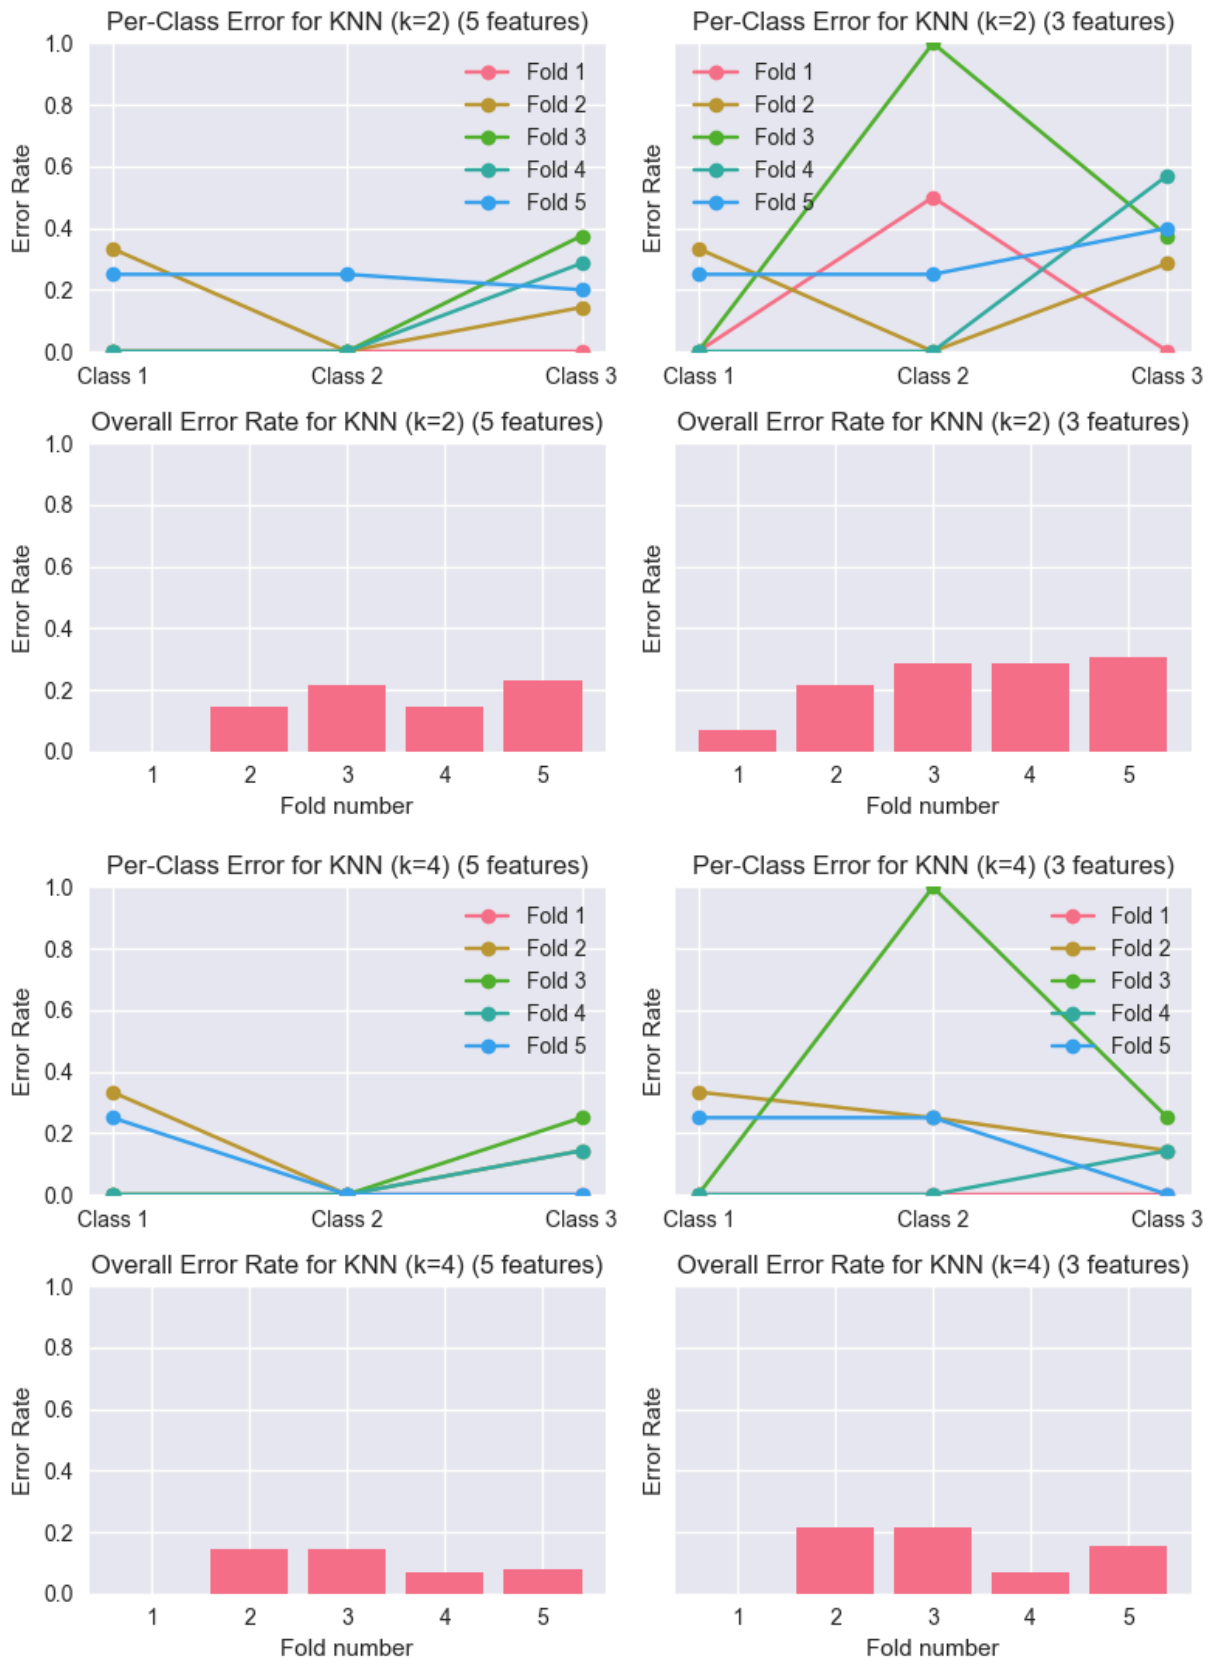 Per-Class Error for KNN (k=2) (5 features)
1.0
0.8
0.6
0.4
0.2
0.0
Error Rate
Fold 1
Fold 2
Fold 3
Fold 4
Fold 5
Class 1
Class 2
Class 3
Per-Class Error for KNN (k=2) (3 features)
Error Rate
Fold 1
Fold 2
Fold 3
Fold 4
Fold 5
Class 1
Class 2
Class 3
Overall Error Rate for KNN (k=2) (5 features)
1.0
0.8
0.6
0.4
0.2
0.0
Error Rate
1
2
3
4
5
Fold number
Overall Error Rate for KNN (k=2) (3 features)
Error Rate
1
2
3
4
5
Fold number
Per-Class Error for KNN (k=4) (5 features)
1.0
0.8
0.6
0.4
0.2
0.0
Error Rate
Fold 1
Fold 2
Fold 3
Fold 4
Fold 5
Class 1
Class 2
Class 3
Per-Class Error for KNN (k=4) (3 features)
Error Rate
Fold 1
Fold 2
Fold 3
Fold 4
Fold 5
Class 1
Class 2
Class 3
Overall Error Rate for KNN (k=4) (5 features)
1.0
0.8
0.6
0.4
0.2
0.0
Error Rate
1
2
3
4
5
Fold number
Overall Error Rate for KNN (k=4) (3 features)
Error Rate
1
2
3
4
5
Fold number